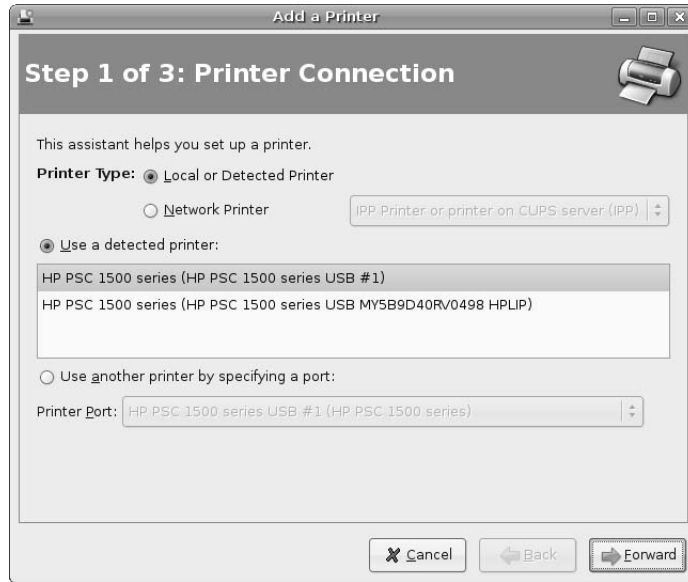 Add a Printer
Step 1 of 3: Printer Connection
This assistant helps you set up a printer.
Printer Type: Local or Detected Printer
Network Printer IPP Printer or printer on CUPS server (IPP)
Use a detected printer:
HP PSC 1500 series (HP PSC 1500 series USB #1)
HP PSC 1500 series (HP PSC 1500 series USB MY5B9D40RV0498 HPLIP)
Use another printer by specifying a port:
Printer Port: HP PSC 1500 series USB #1 (HP PSC 1500 series)
Cancel Back Forward